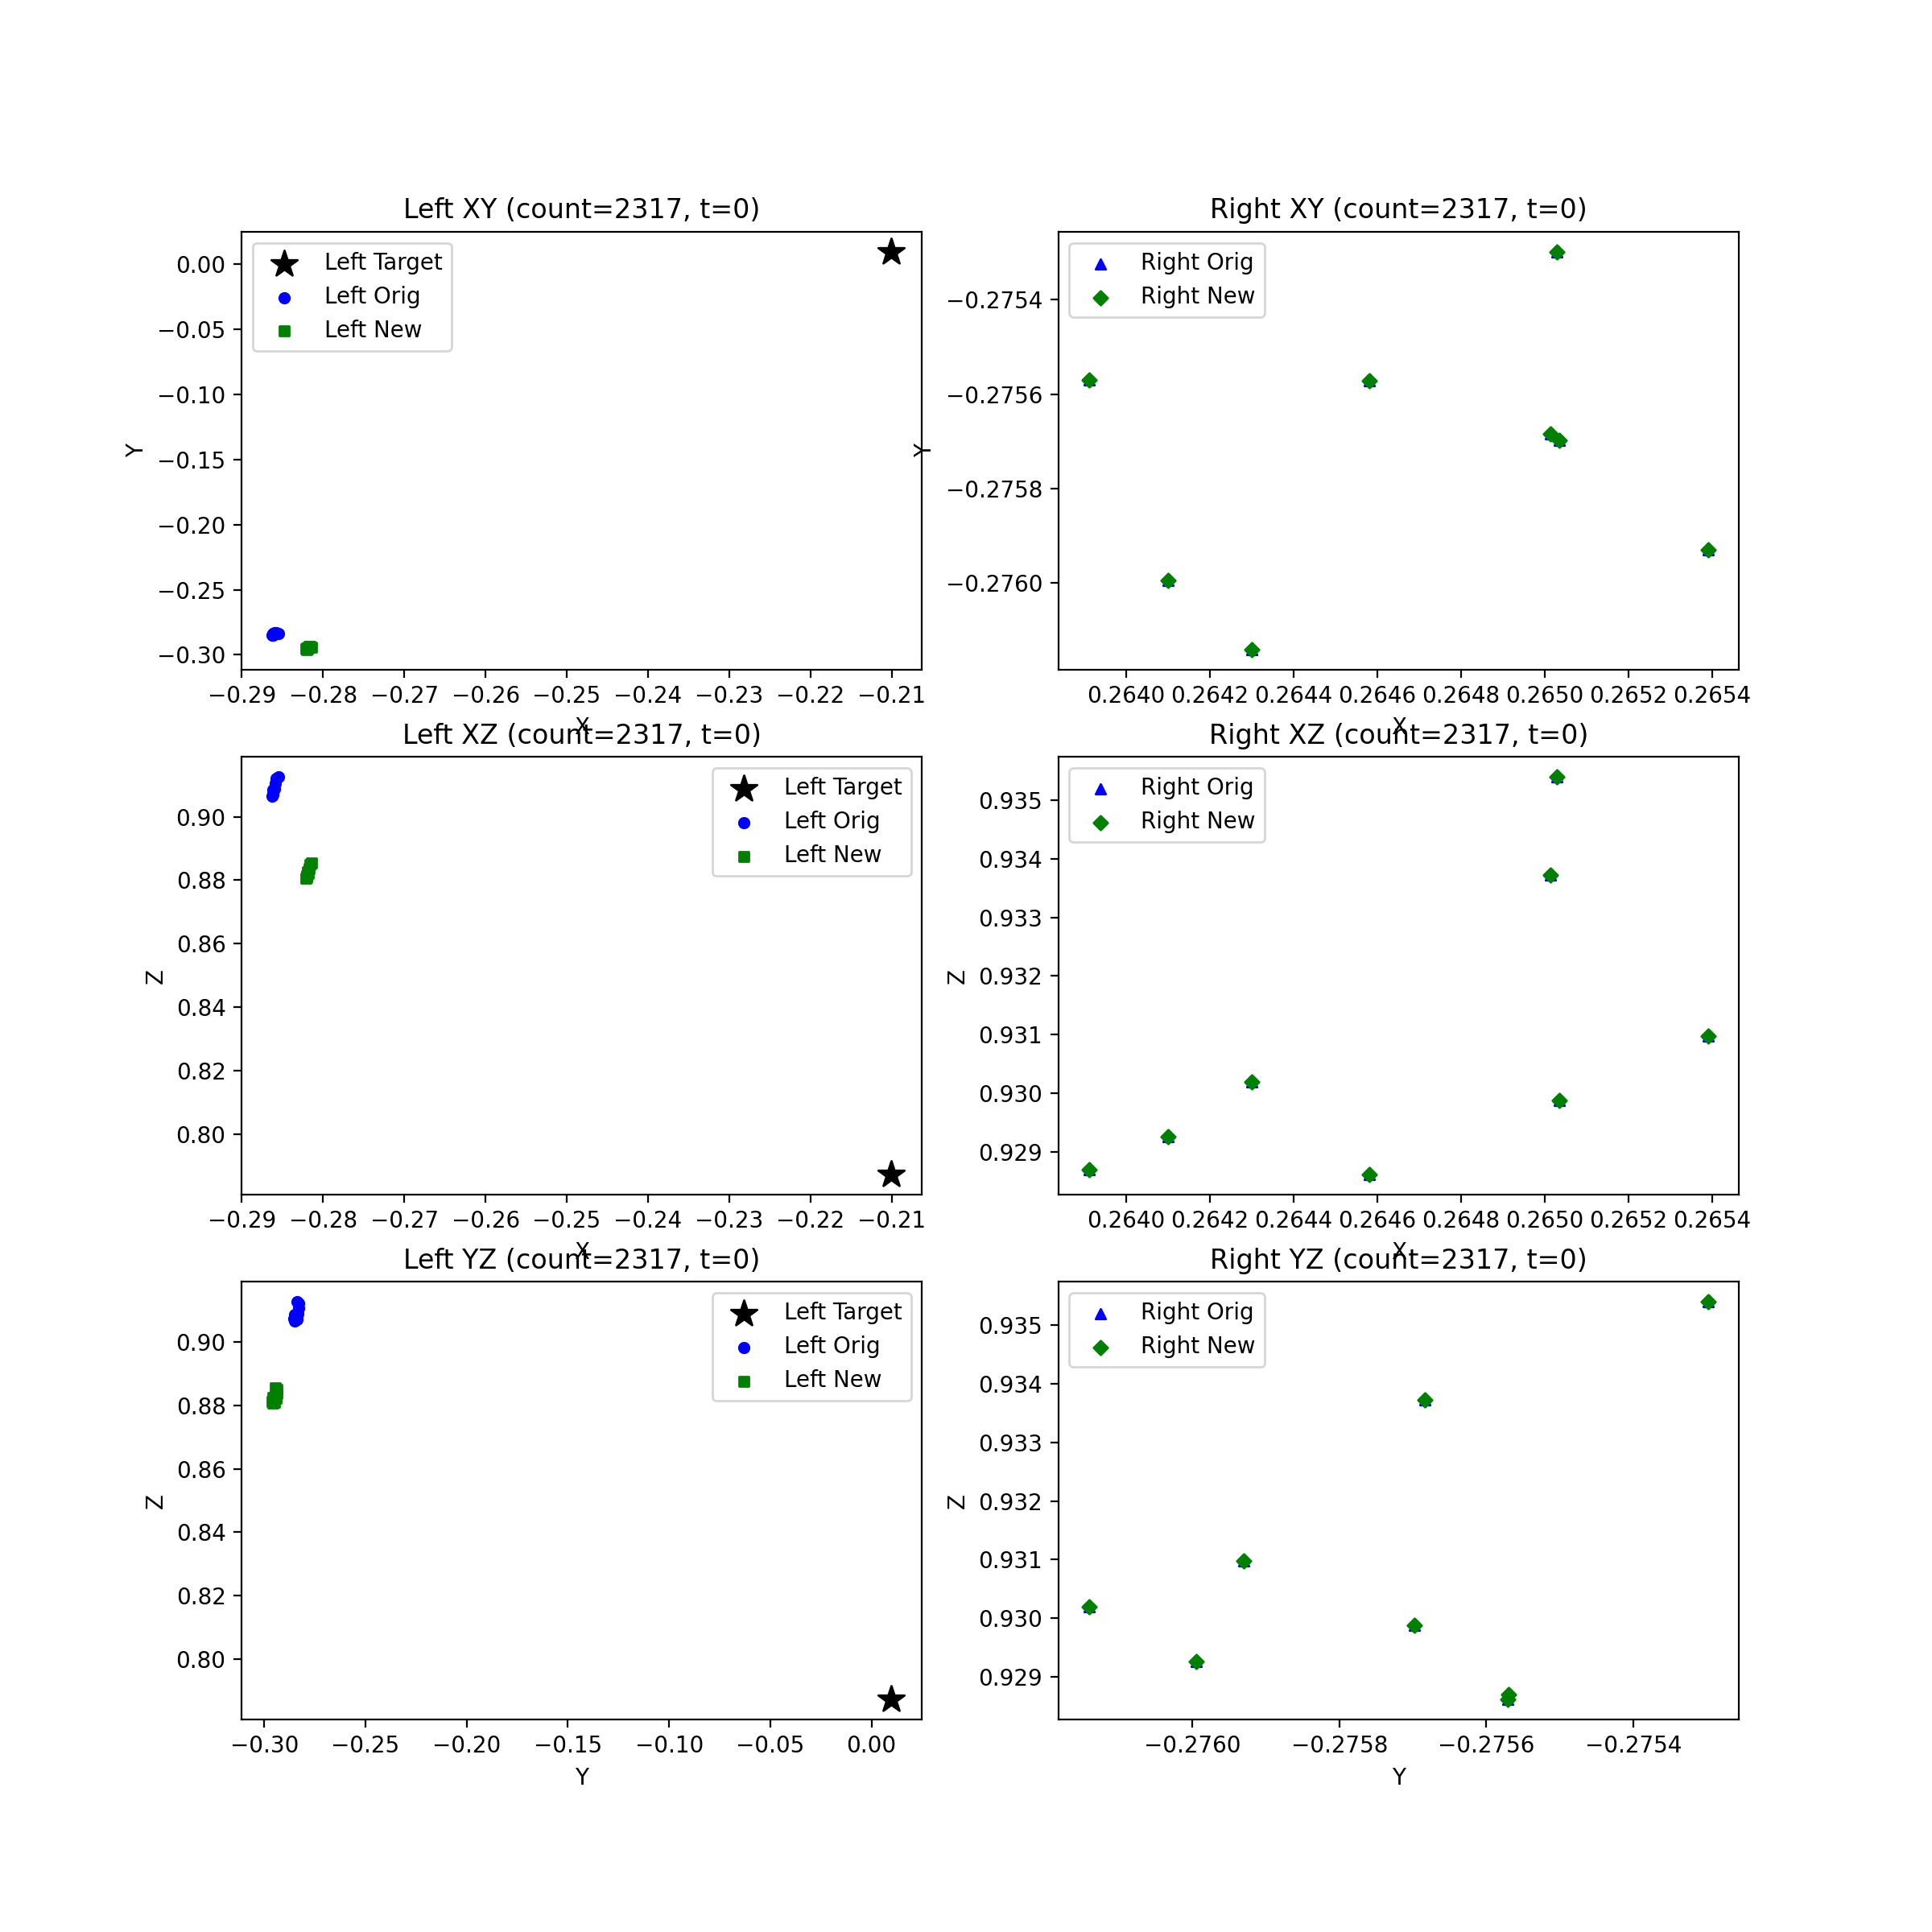 Left XY (count=2317, t=0)
Left Target
Left Orig
Left New
0.00
−0.05
−0.10
−0.15
−0.20
−0.25
−0.30
Y
−0.29 −0.28 −0.27 −0.26 −0.25 −0.24 −0.23 −0.22 −0.21
X
Right XY (count=2317, t=0)
Right Orig
Right New
−0.2754
−0.2756
−0.2758
−0.2760
Y
0.2640 0.2642 0.2644 0.2646 0.2648 0.2650 0.2652 0.2654
X
Left XZ (count=2317, t=0)
Left Target
Left Orig
Left New
0.90
0.88
0.86
0.84
0.82
0.80
Z
−0.29 −0.28 −0.27 −0.26 −0.25 −0.24 −0.23 −0.22 −0.21
X
Right XZ (count=2317, t=0)
Right Orig
Right New
0.935
0.934
0.933
0.932
0.931
0.930
0.929
Z
0.2640 0.2642 0.2644 0.2646 0.2648 0.2650 0.2652 0.2654
X
Left YZ (count=2317, t=0)
Left Target
Left Orig
Left New
0.90
0.88
0.86
0.84
0.82
0.80
Z
−0.30 −0.25 −0.20 −0.15 −0.10 −0.05 0.00
Y
Right YZ (count=2317, t=0)
Right Orig
Right New
0.935
0.934
0.933
0.932
0.931
0.930
0.929
Z
−0.2760 −0.2758 −0.2756 −0.2754
Y